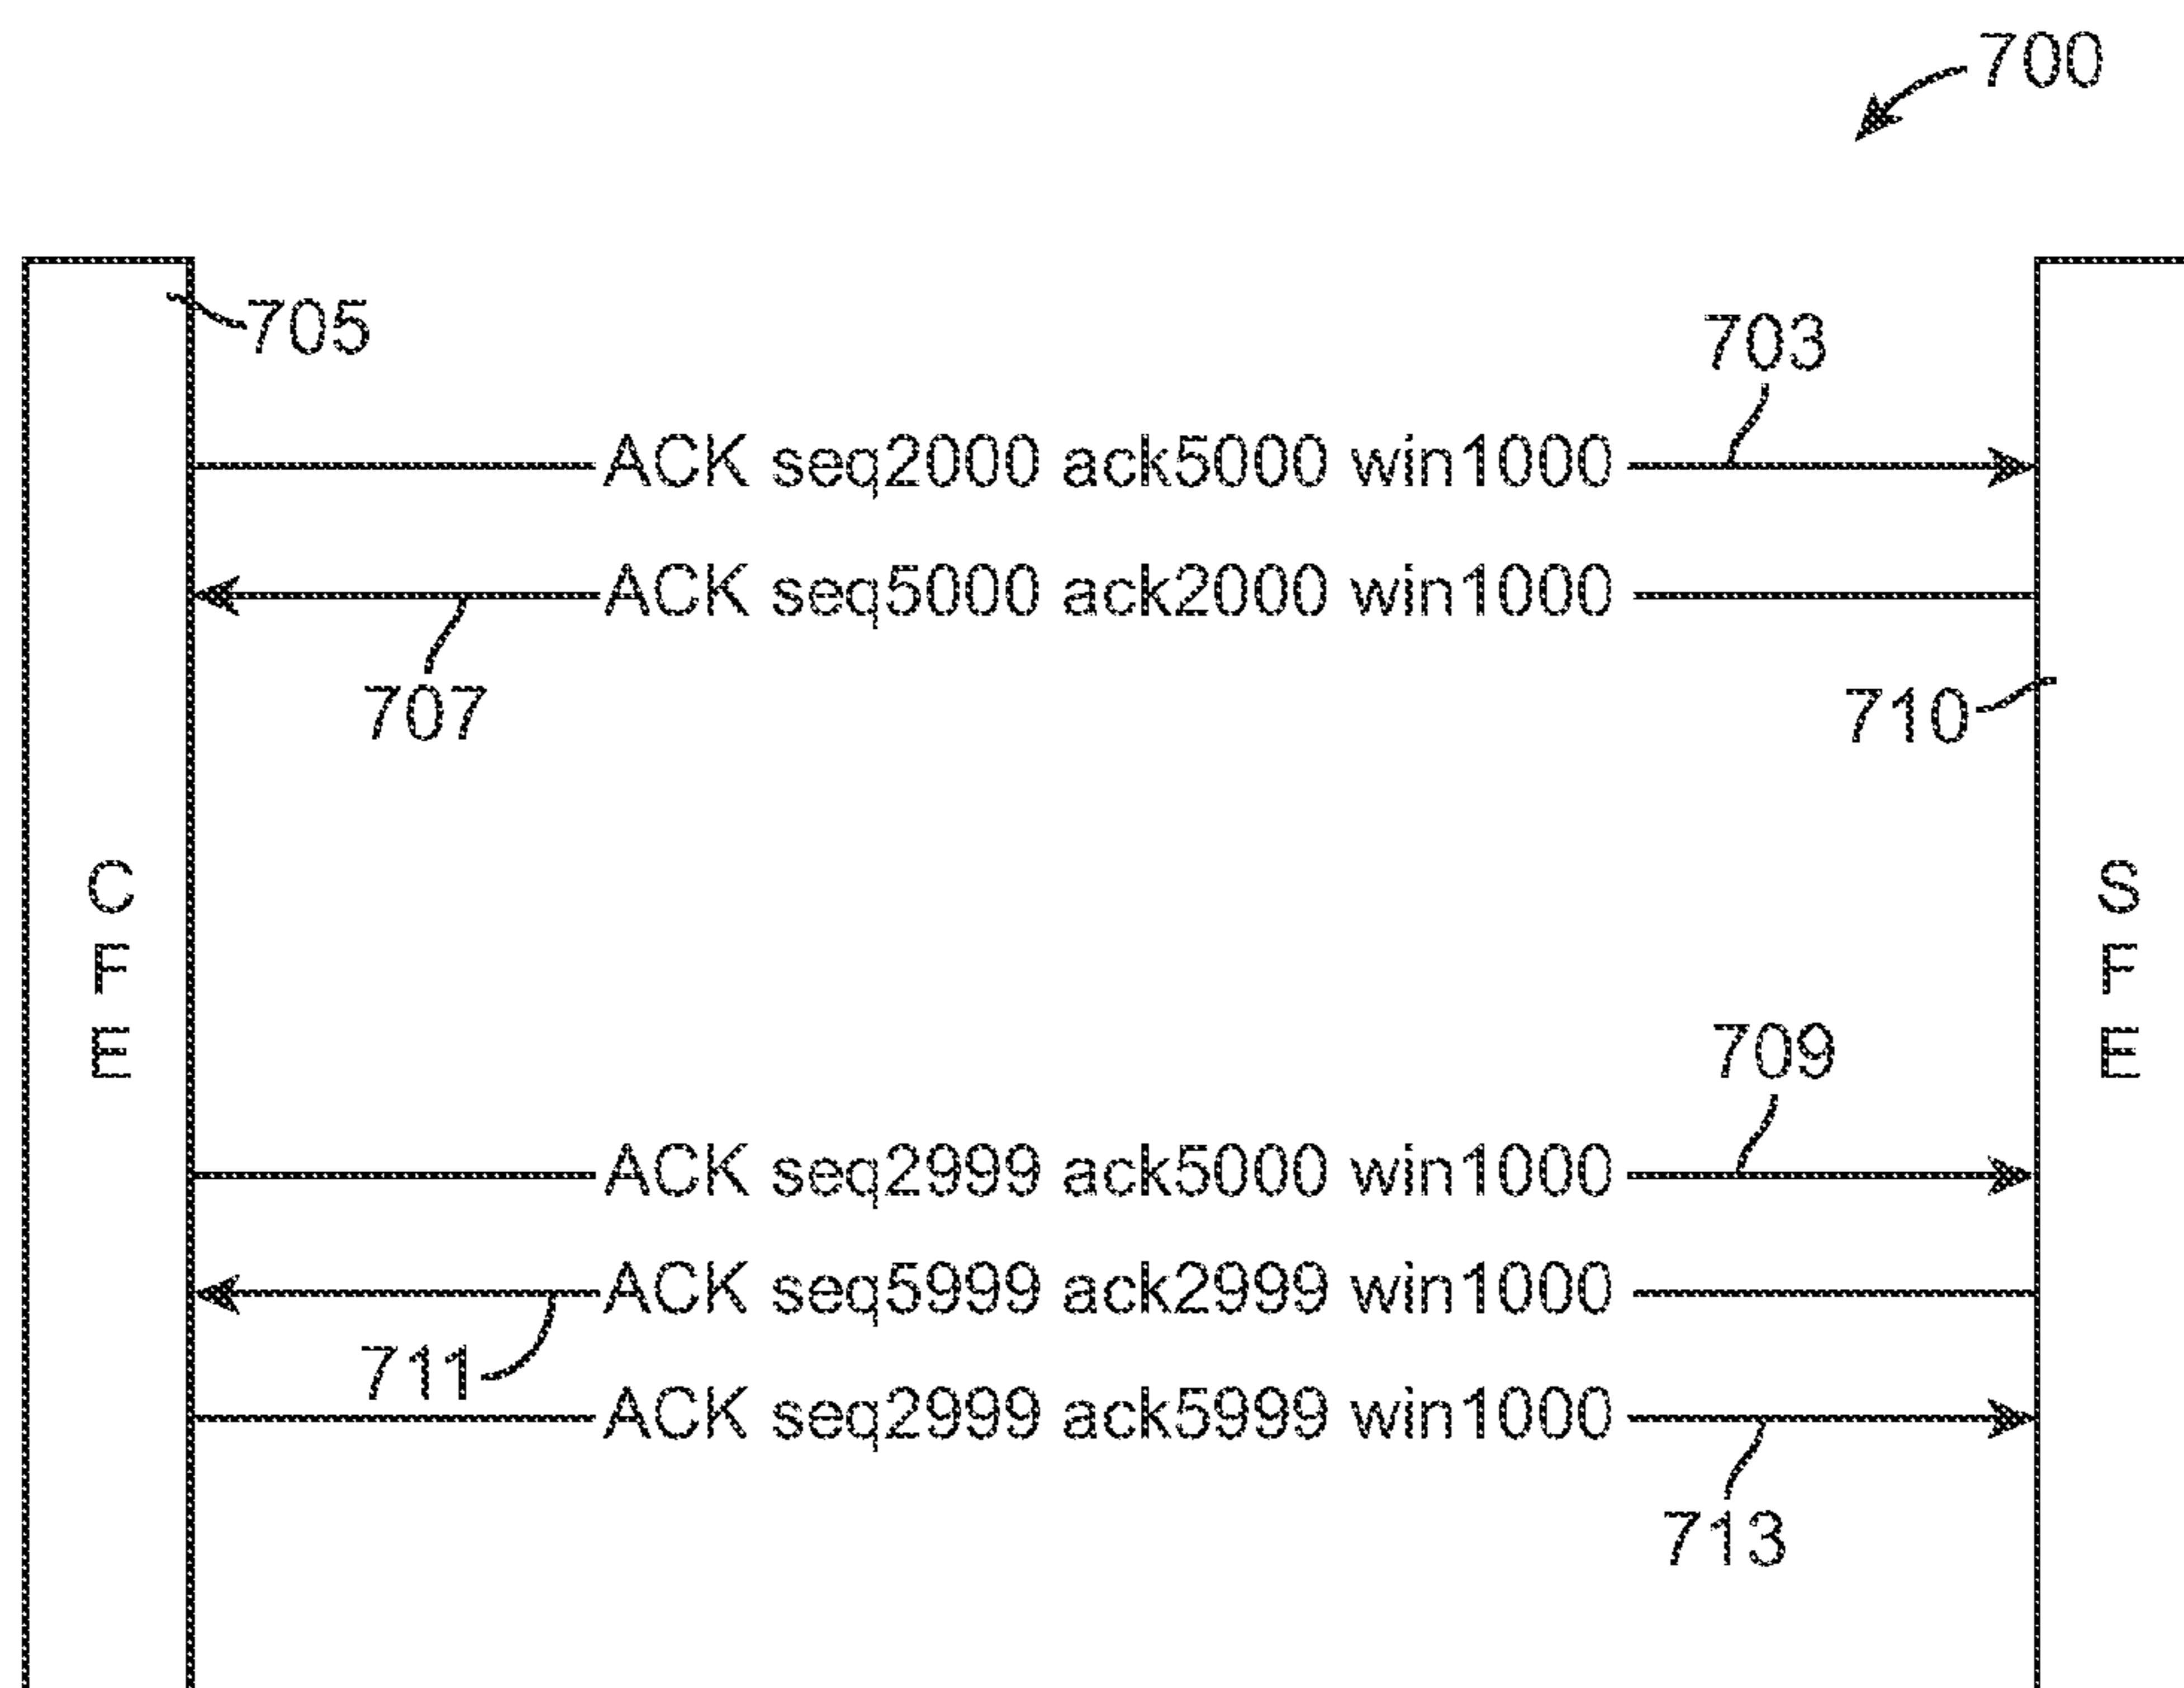 700
705
703
ACK seq2000 ack5000 win1000
ACK seq5000 ack2000 win1000
707
710
C
F
E
S
F
E
709
ACK seq2999 ack5000 win1000
ACK seq5999 ack2999 win1000
711
ACK seq2999 ack5999 win1000
713